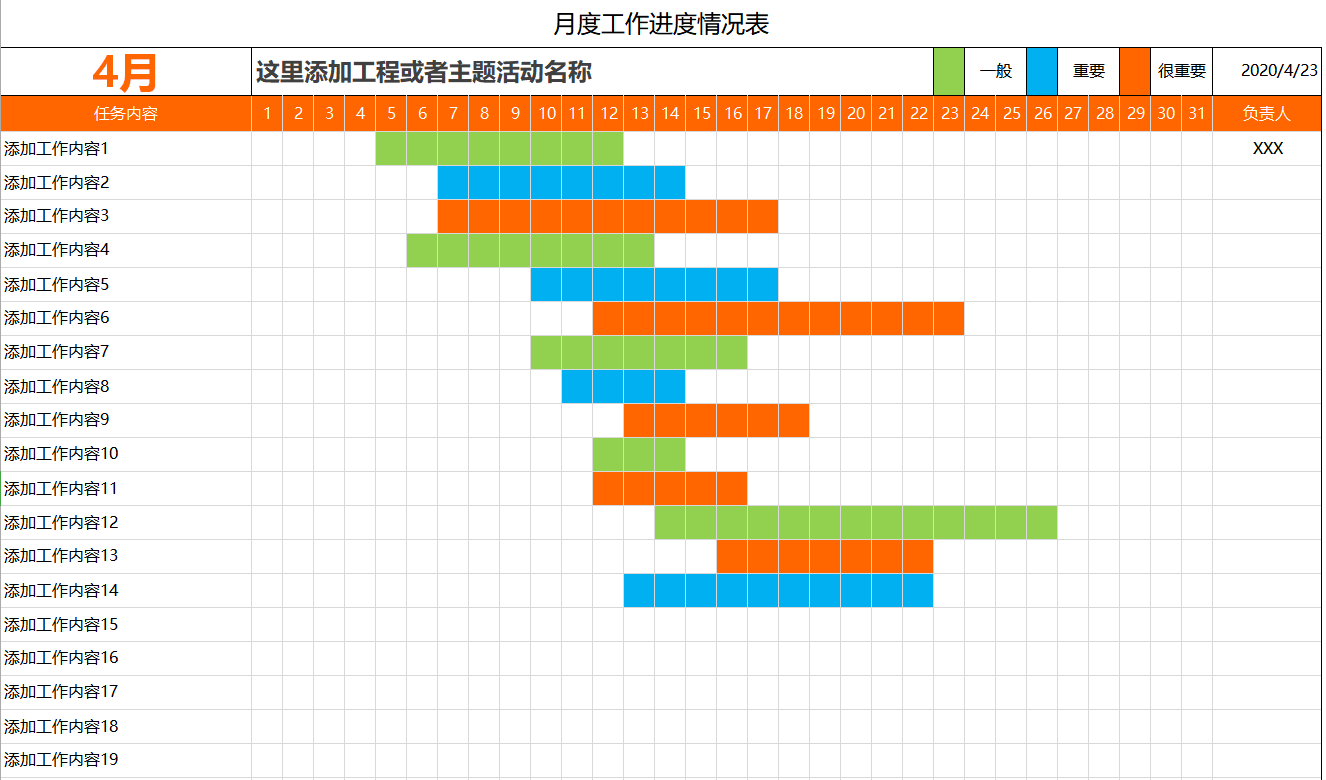 月度工作进度情况表
4月 这里添加工程或者主题活动名称 一般 重要 很重要 2020/4/23
任务内容 1 2 3 4 5 6 7 8 9 10 11 12 13 14 15 16 17 18 19 20 21 22 23 24 25 26 27 28 29 30 31 负责人
添加工作内容1 XXX
添加工作内容2
添加工作内容3
添加工作内容4
添加工作内容5
添加工作内容6
添加工作内容7
添加工作内容8
添加工作内容9
添加工作内容10
添加工作内容11
添加工作内容12
添加工作内容13
添加工作内容14
添加工作内容15
添加工作内容16
添加工作内容17
添加工作内容18
添加工作内容19